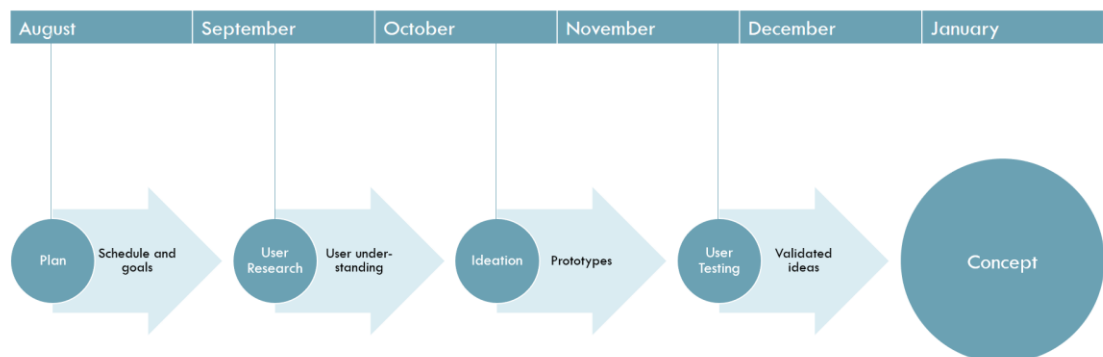 August September October November December January
Plan
Schedule and
goals
User
Research
User under-
standing
Ideation
Prototypes
User
Testing
Validated
ideas
Concept